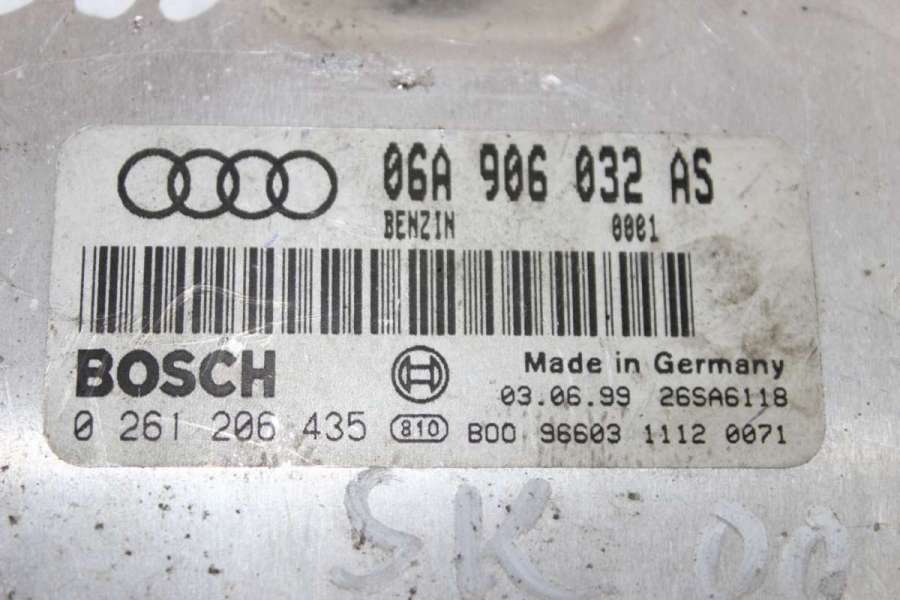 06A 906 032 AS
BENZIN 0001
BOSCH
Made in Germany
03.06.99 26SA6118
0 261 206 435 810 B00 96603 1112 0071
SK 00